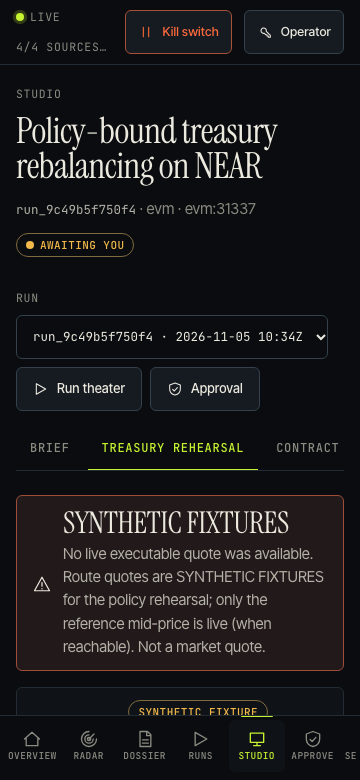 LIVE
4/4 SOURCES…
Kill switch
Operator
STUDIO
Policy-bound treasury
rebalancing on NEAR
run_9c49b5f750f4 · evm · evm:31337
AWAITING YOU
RUN
run_9c49b5f750f4 · 2026-11-05 10:34Z
Run theater
Approval
BRIEF
TREASURY REHEARSAL
CONTRACT
SYNTHETIC FIXTURES
No live executable quote was available.
Route quotes are SYNTHETIC FIXTURES
for the policy rehearsal; only the
reference mid-price is live (when
reachable). Not a market quote.
SYNTHETIC FIXTURE
OVERVIEW
RADAR
DOSSIER
RUNS
STUDIO
APPROVE
SE